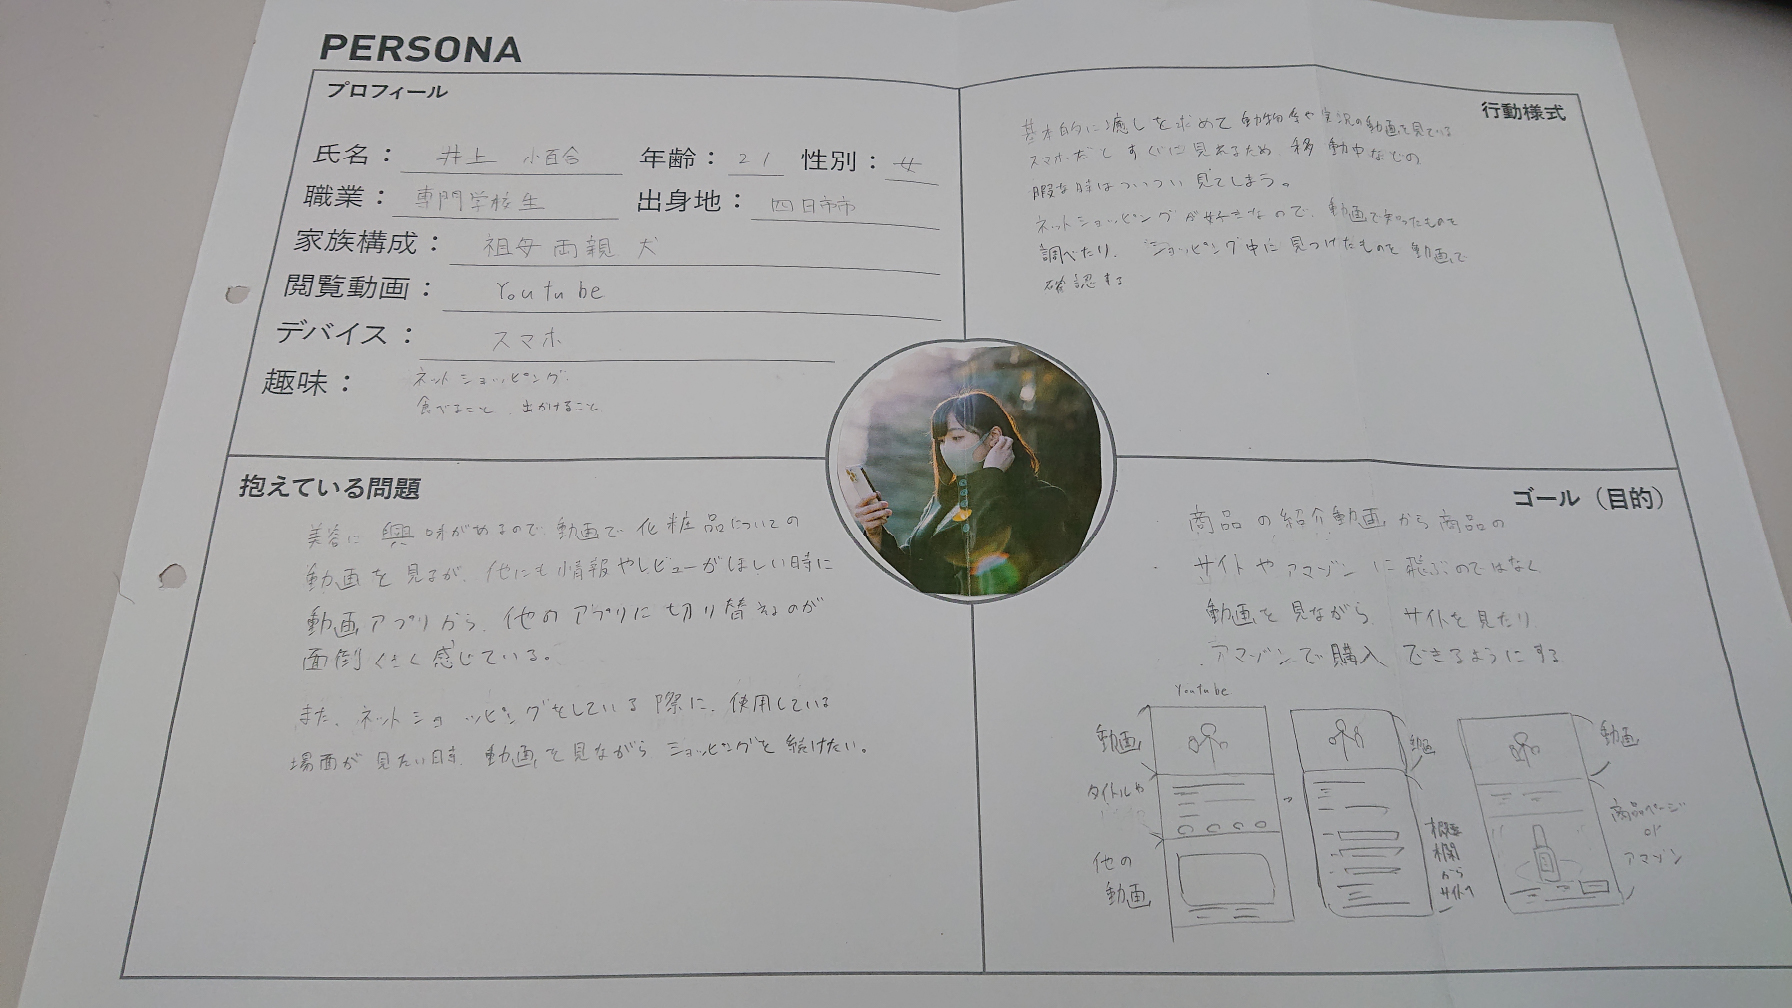 PERSONA
プロフィール
氏名： 井上 小百合 年齢： 21 性別： 女
職業： 専門学校生 出身地： 四日市市
家族構成： 祖母 両親 犬
閲覧動画： Youtube
デバイス： スマホ
趣味： ネットショッピング.
食べること 、出かけること
行動様式
基本的に癒しを求めて動物系や実況の動画を見ている
スマホだとすぐに見れるため、移動中などの
暇な時はついつい見てしまう。
ネットショッピングが好きなので、動画で知ったものを
調べたり、ショッピング中に見つけたものを動画で
確認する
抱えている問題
美容に興味があるので、動画で化粧品についての
動画を見るが、他にも情報やレビューがほしい時に
動画アプリから、他のアプリに切り替えるのが
面倒くさく感じている。
また、ネットショッピングをしている際に、使用している
場面が見たい時、動画を見ながらショッピングを続けたい。
ゴール（目的）
商品の紹介動画から商品の
サイトやアマゾンに飛ぶのではなく
動画を見ながら サイトを見たり
アマゾンで購入できるようにする
Youtube
動画
タイトルや
他の
動画
動画
概要
欄
から
サイトへ
動画
商品ページ
or
アマゾン